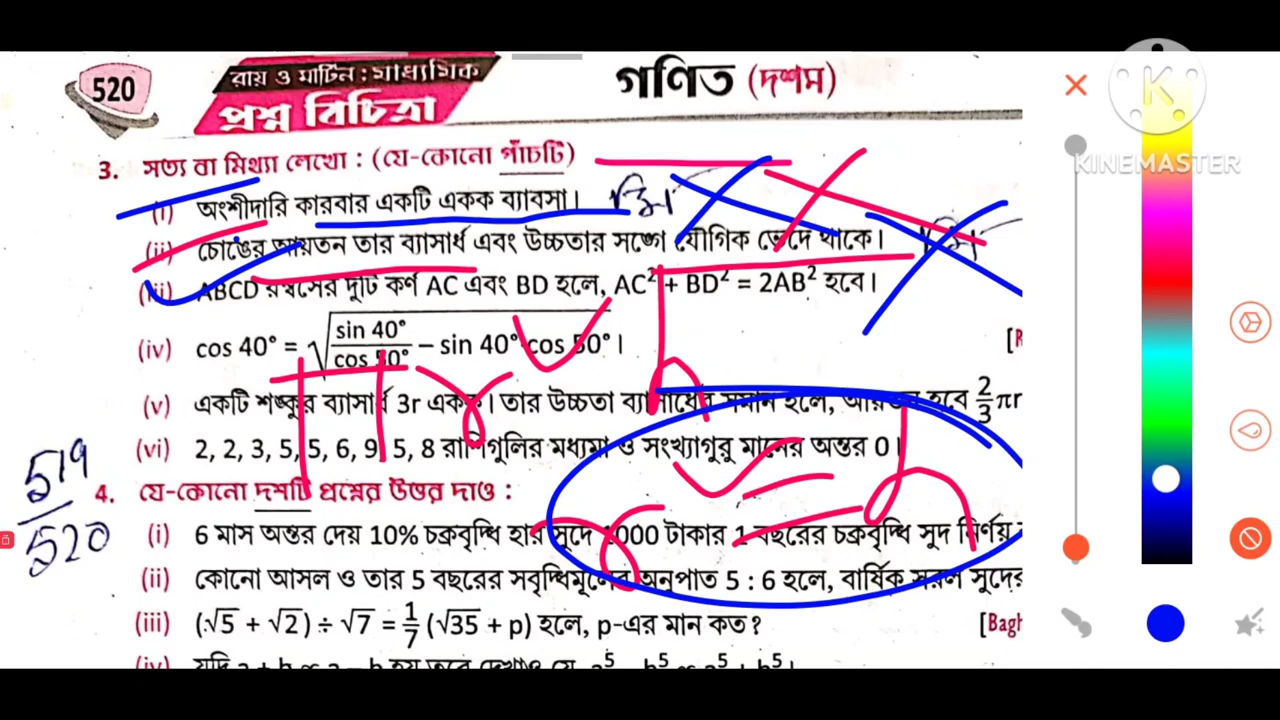 520
রায় ও মার্টিন : মাধ্যমিক
প্রশ্ন বিচিত্রা
গণিত (দশম)
KINEMASTER
3. সত্য বা মিথ্যা লেখো : (যে-কোনো পাঁচটি)
(i) অংশীদারি কারবার একটি একক ব্যাবসা।
(ii) চোঙের আয়তন তার ব্যাসার্ধ এবং উচ্চতার সঙ্গে যৌগিক ভেদে থাকে।
(iii) ABCD রম্বসের দুটি কর্ণ AC এবং BD হলে, AC² + BD² = 2AB² হবে।
(iv) cos 40° = √(sin 40°/cos 50° – sin 40° cos 50°)।
(v) একটি শঙ্কুর ব্যাসার্ধ 3r একক। তার উচ্চতা ব্যাসার্ধের সমান হলে, আয়তন হবে 2/3 πr
(vi) 2, 2, 3, 5, 5, 6, 9, 5, 8 রাশিগুলির মধ্যমা ও সংখ্যাগুরু মানের অন্তর 0।
519
520
4. যে-কোনো দশটি প্রশ্নের উত্তর দাও :
(i) 6 মাস অন্তর দেয় 10% চক্রবৃদ্ধি হার সুদে 1000 টাকার 1 বছরের চক্রবৃদ্ধি সুদ নির্ণয়
(ii) কোনো আসল ও তার 5 বছরের সবৃদ্ধিমূলের অনুপাত 5 : 6 হলে, বার্ষিক সরল সুদের
(iii) (√5 + √2) ÷ √7 = 1/7 (√35 + p) হলে, p-এর মান কত? [Bagh